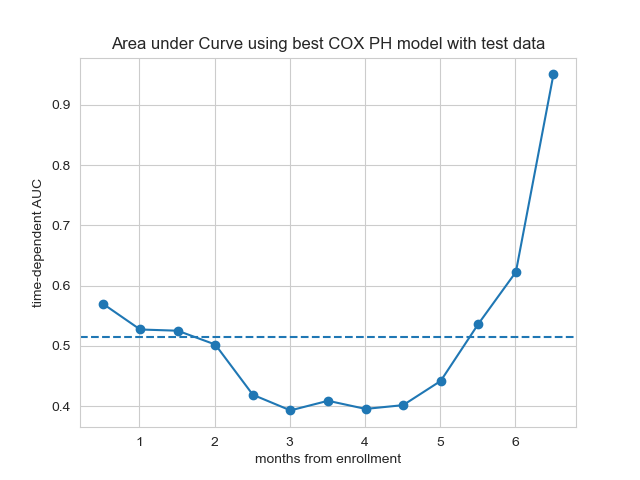 Area under Curve using best COX PH model with test data
time-dependent AUC
0.9
0.8
0.7
0.6
0.5
0.4
1 2 3 4 5 6
months from enrollment